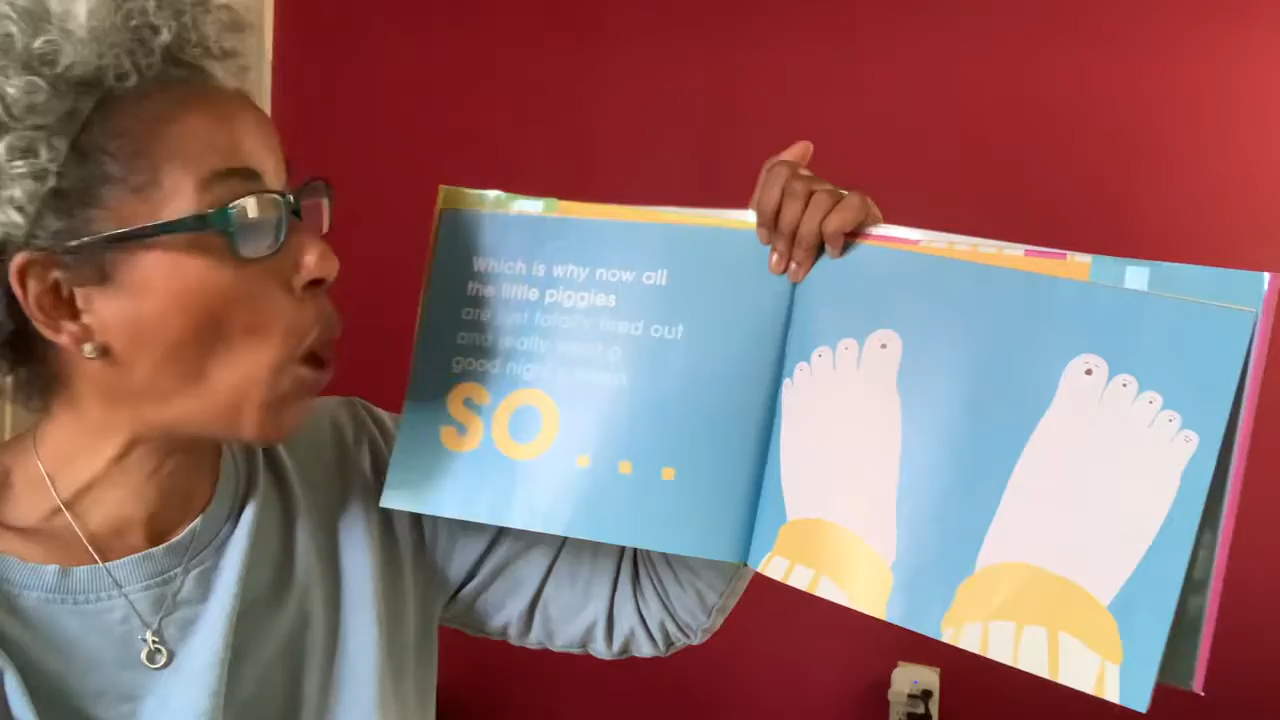 Which is why now all
the little piggies
are just totally tired out
and really want a
good night's
SO...